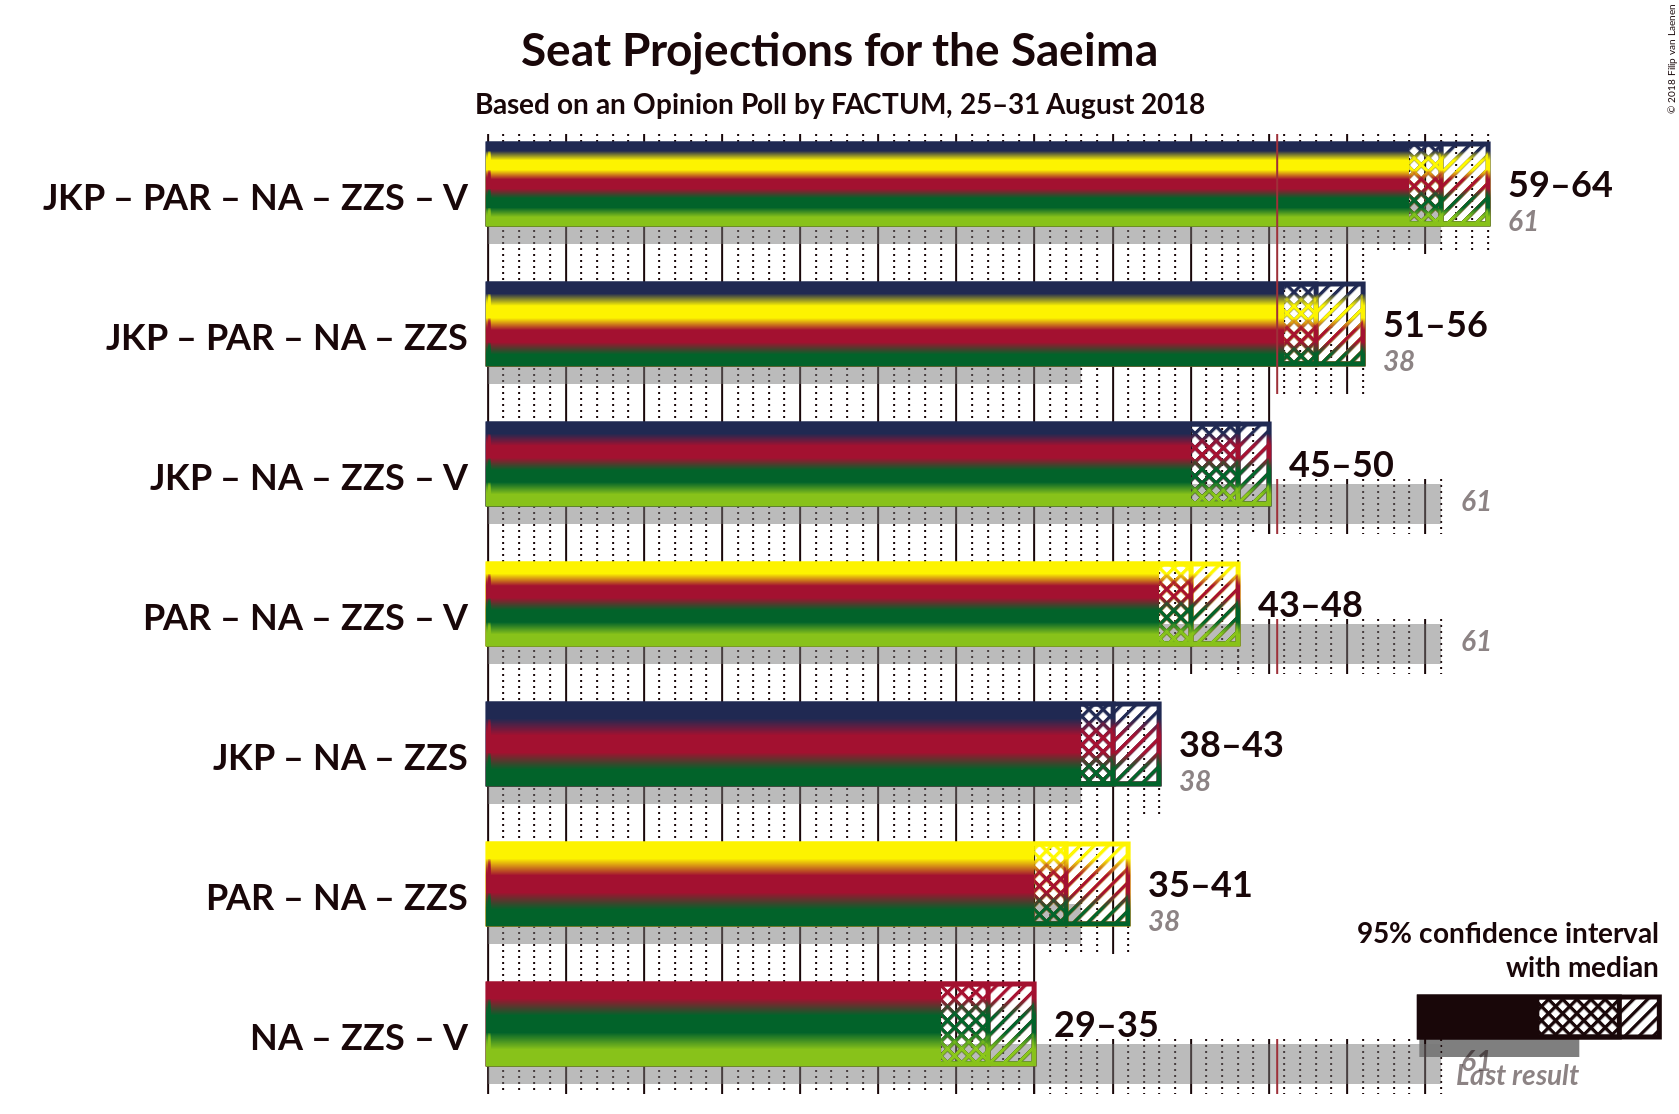 Seat Projections for the Saeima
Based on an Opinion Poll by FACTUM, 25–31 August 2018
© 2018 Filip van Laenen
JKP – PAR – NA – ZZS – V
59–64
61
JKP – PAR – NA – ZZS
51–56
38
JKP – NA – ZZS – V
45–50
61
PAR – NA – ZZS – V
43–48
61
JKP – NA – ZZS
38–43
38
PAR – NA – ZZS
35–41
38
NA – ZZS – V
29–35
61
95% confidence interval
with median
Last result